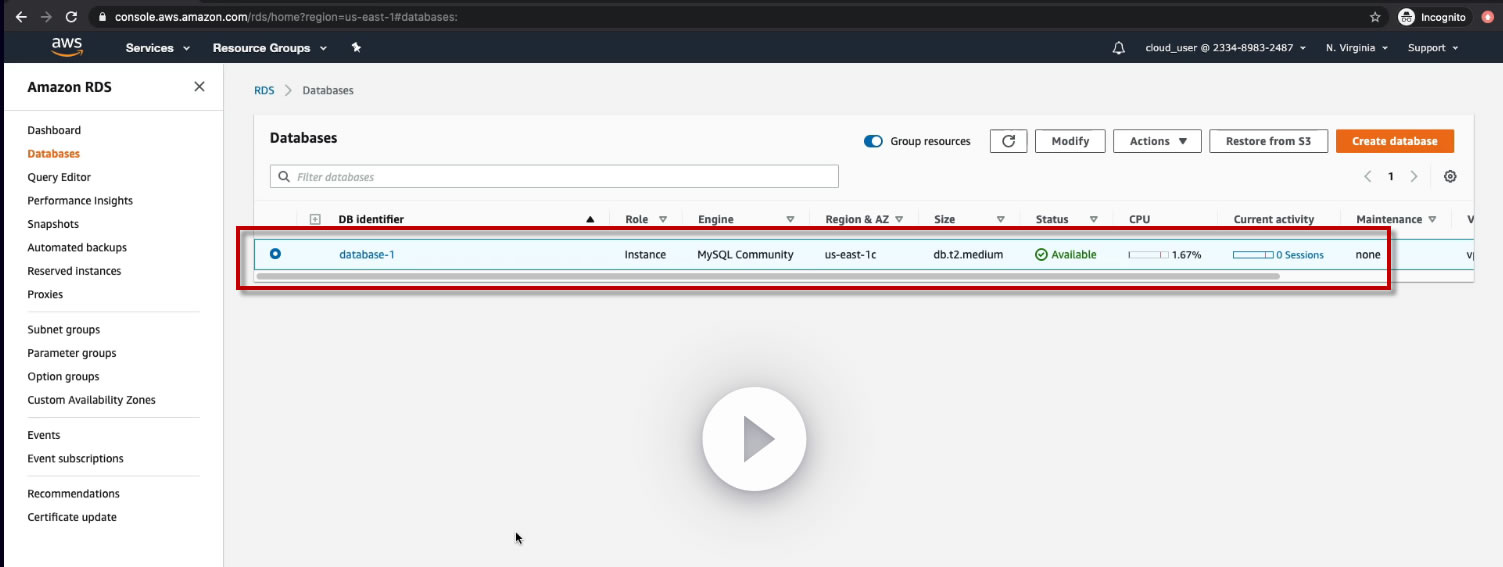 console.aws.amazon.com/rds/home?region=us-east-1#databases:
Incognito
aws
Services
Resource Groups
cloud_user @ 2334-8983-2487
N. Virginia
Support
Amazon RDS
Dashboard
Databases
Query Editor
Performance Insights
Snapshots
Automated backups
Reserved instances
Proxies
Subnet groups
Parameter groups
Option groups
Custom Availability Zones
Events
Event subscriptions
Recommendations
Certificate update
RDS > Databases
Databases
Group resources
Modify
Actions
Restore from S3
Create database
Filter databases
1
DB identifier Role Engine Region & AZ Size Status CPU Current activity Maintenance V
database-1 Instance MySQL Community us-east-1c db.t2.medium Available 1.67% 0 Sessions none